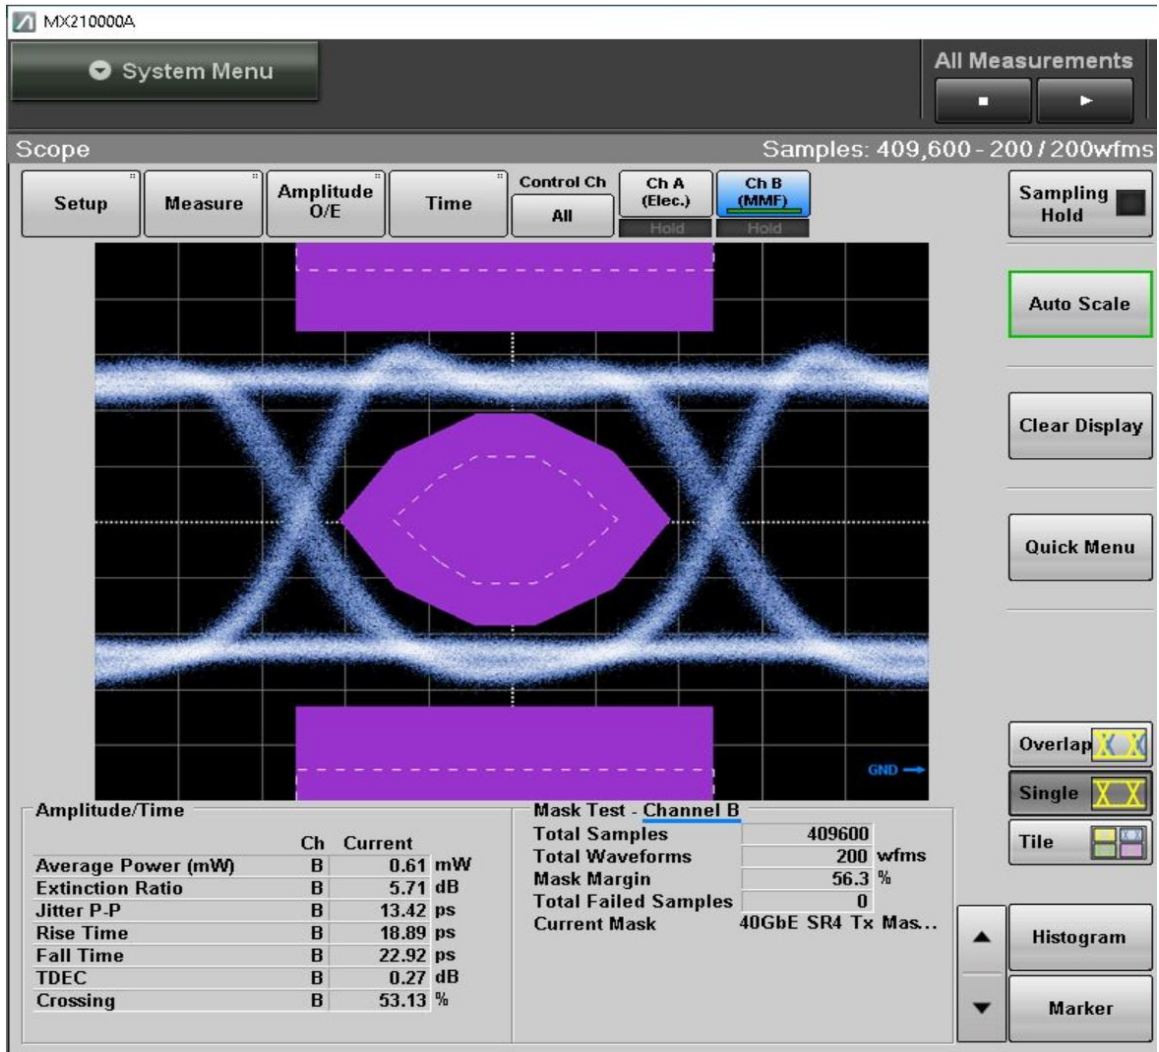 MX210000A
System Menu
All Measurements
Scope
Samples: 409,600 - 200 / 200wfms
Setup
Measure
Amplitude
O/E
Time
Control Ch
All
Ch A
(Elec.)
Hold
Ch B
(MMF)
Hold
Sampling
Hold
Auto Scale
Clear Display
Quick Menu
GND
Overlap
Single
Tile
Amplitude/Time
Ch Current
Average Power (mW) B 0.61 mW
Extinction Ratio B 5.71 dB
Jitter P-P B 13.42 ps
Rise Time B 18.89 ps
Fall Time B 22.92 ps
TDEC B 0.27 dB
Crossing B 53.13 %
Mask Test - Channel B
Total Samples 409600
Total Waveforms 200 wfms
Mask Margin 56.3 %
Total Failed Samples 0
Current Mask 40GbE SR4 Tx Mas...
Histogram
Marker